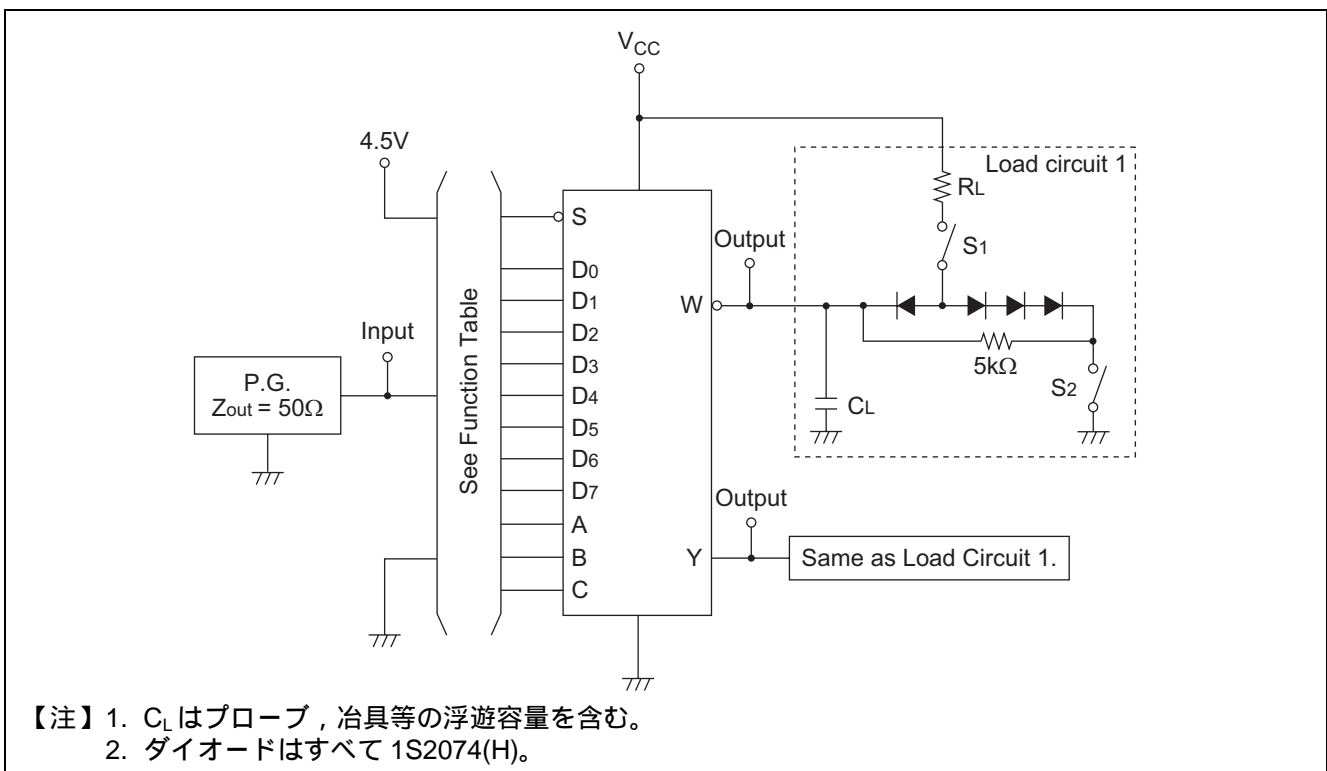 VCC
4.5V
Load circuit 1
RL
S
S1
Output
D0
D1
W
See Function Table
Input
D2
D3
5kΩ
P.G.
Zout = 50Ω
D4
S2
CL
D5
D6
D7
Output
A
B
Y
Same as Load Circuit 1.
C
【注】1. CLはプローブ，冶具等の浮遊容量を含む。
2. ダイオードはすべて 1S2074(H)。